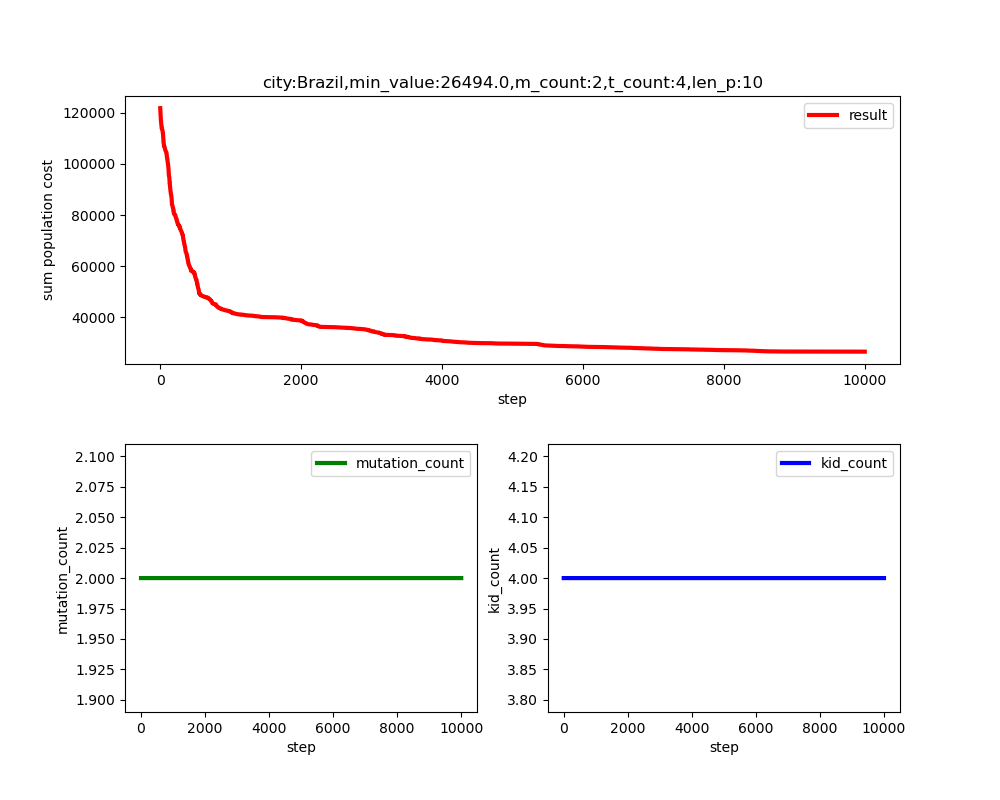 city:Brazil,min_value:26494.0,m_count:2,t_count:4,len_p:10
result
sum population cost
120000
100000
80000
60000
40000
0 2000 4000 6000 8000 10000
step
mutation_count
mutation_count
2.100
2.075
2.050
2.025
2.000
1.975
1.950
1.925
1.900
0 2000 4000 6000 8000 10000
step
kid_count
kid_count
4.20
4.15
4.10
4.05
4.00
3.95
3.90
3.85
3.80
0 2000 4000 6000 8000 10000
step